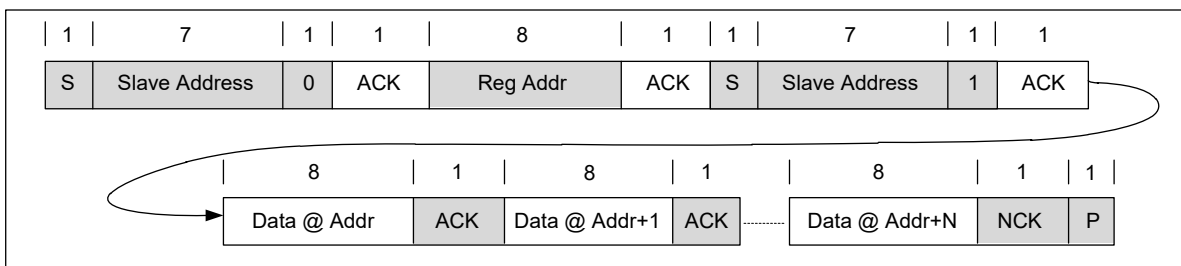 1 7 1 1 8 1 1 7 1 1
S Slave Address 0 ACK Reg Addr ACK S Slave Address 1 ACK
8 1 8 1 8 1 1
Data @ Addr ACK Data @ Addr+1 ACK Data @ Addr+N NCK P